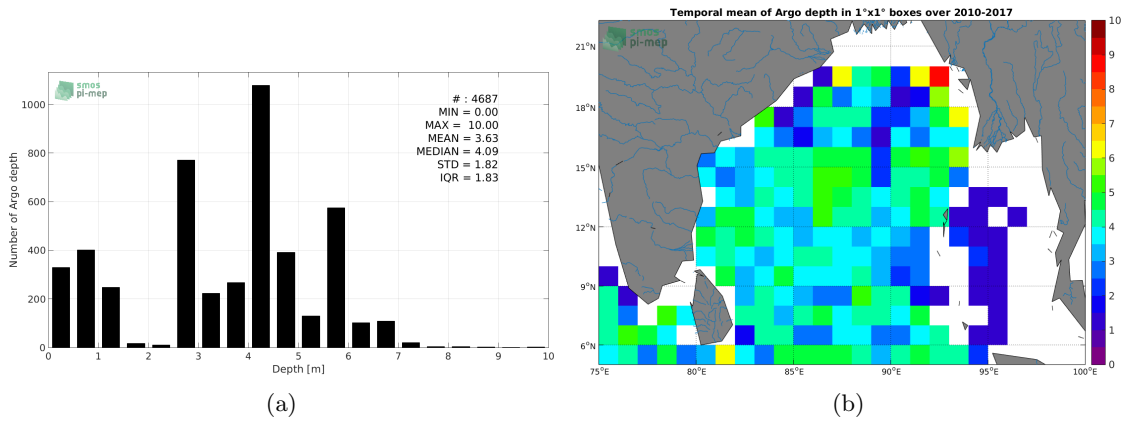 smos
pi-mep
# : 4687
MIN = 0.00
MAX = 10.00
MEAN = 3.63
MEDIAN = 4.09
STD = 1.82
IQR = 1.83
Number of Argo depth
1000
800
600
400
200
0
0 1 2 3 4 5 6 7 8 9 10
Depth [m]
(a)
Temporal mean of Argo depth in 1°x1° boxes over 2010-2017
smos
pi-mep
21°N
18°N
15°N
12°N
9°N
6°N
75°E 80°E 85°E 90°E 95°E 100°E
10
9
8
7
6
5
4
3
2
1
0
(b)